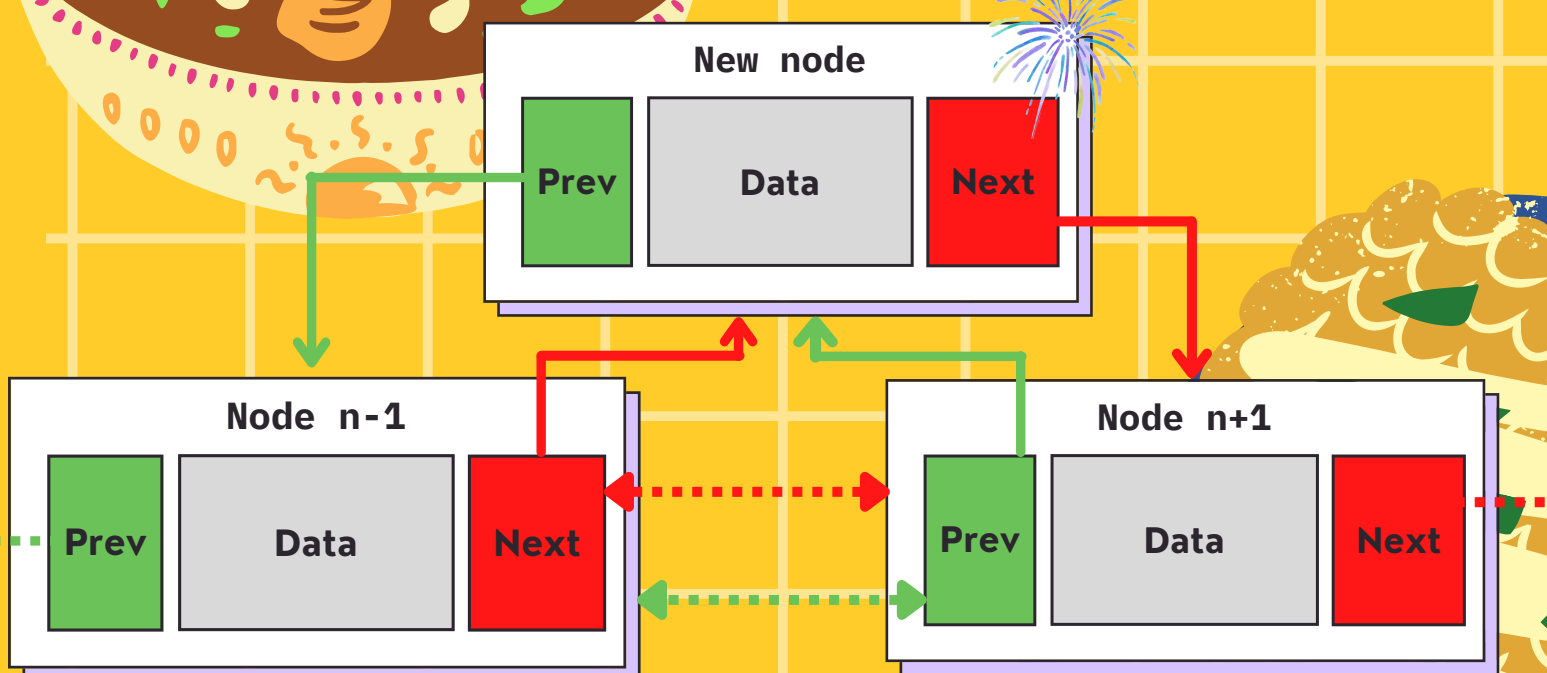 New node
Prev Data Next
Node n-1
Prev Data Next
Node n+1
Prev Data Next